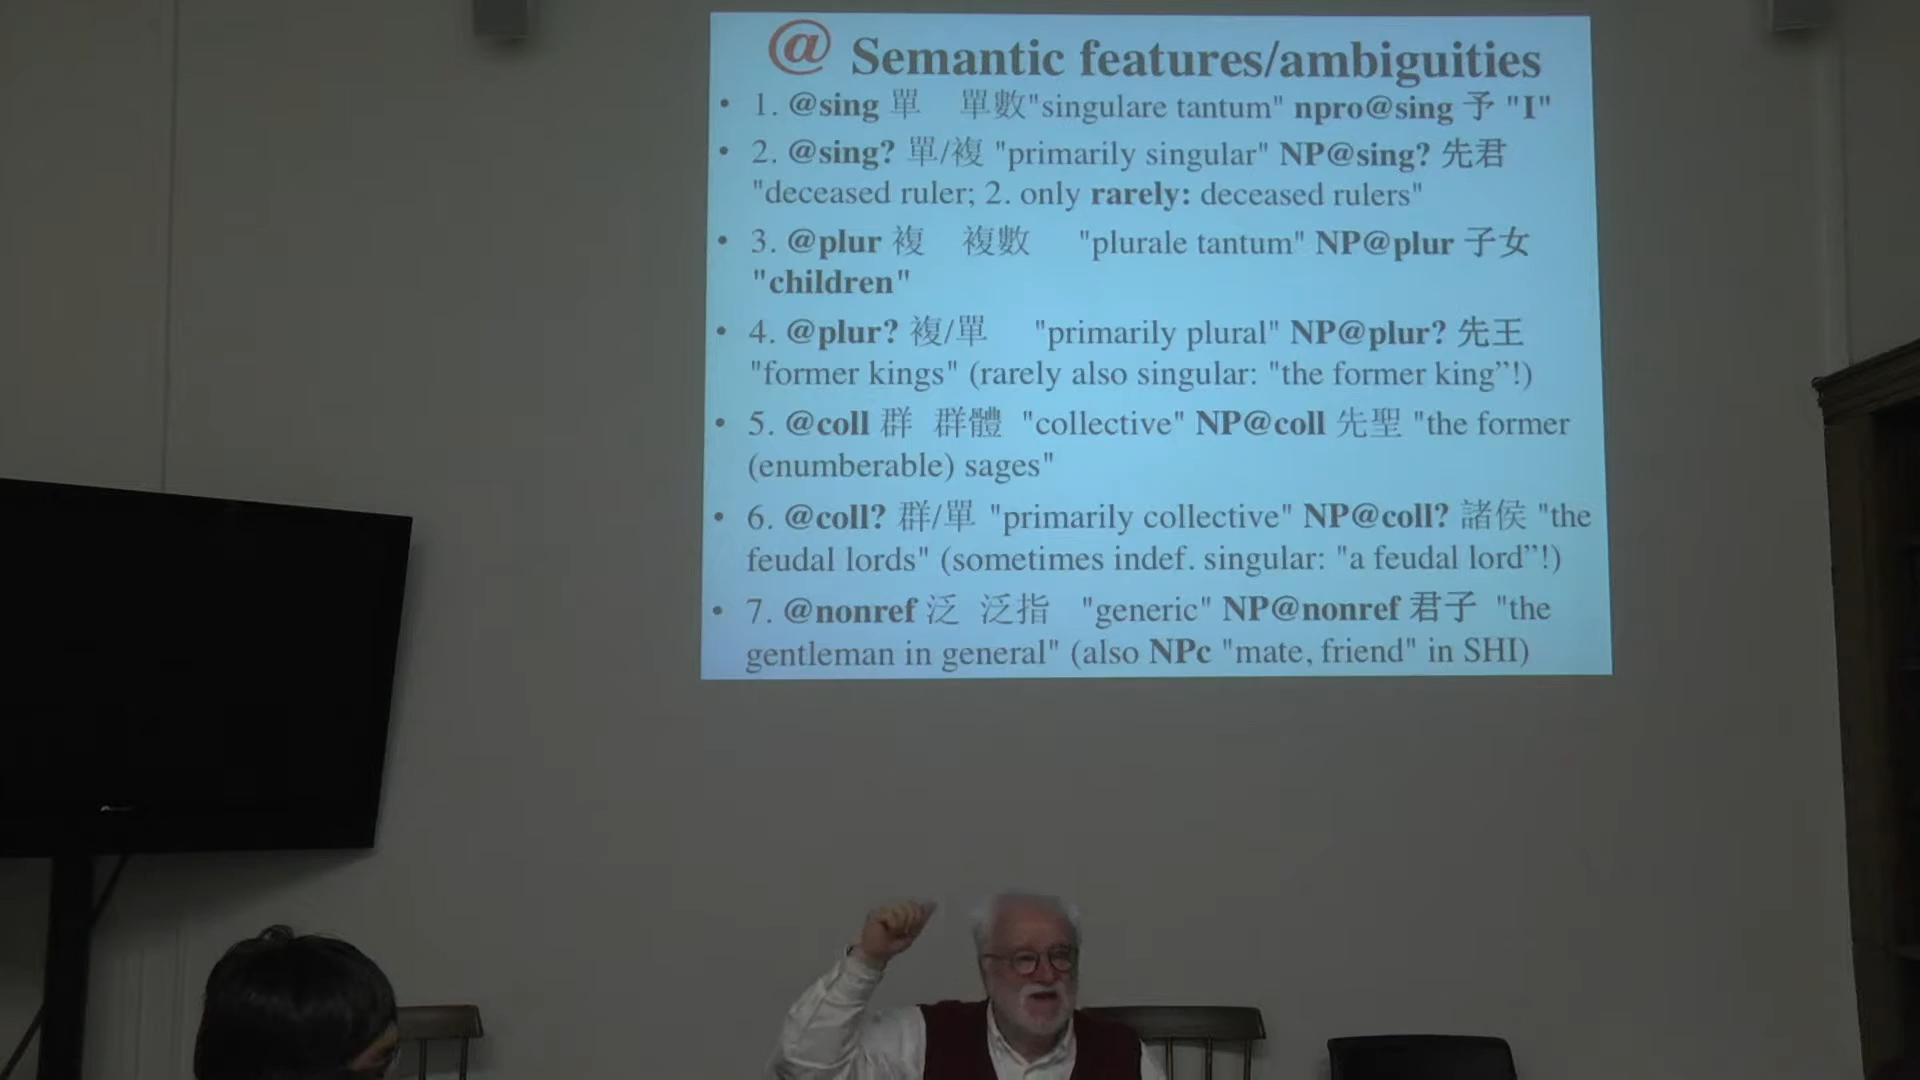 @ Semantic features/ambiguities
• 1. @sing 單 單數"singulare tantum" npro@sing 予 "I"
• 2. @sing? 單/複 "primarily singular" NP@sing? 先君
"deceased ruler; 2. only rarely: deceased rulers"
• 3. @plur 複 複數 "plurale tantum" NP@plur 子女
"children"
• 4. @plur? 複/單 "primarily plural" NP@plur? 先王
"former kings" (rarely also singular: "the former king”!)
• 5. @coll 群 群體 "collective" NP@coll 先聖 "the former
(enumberable) sages"
• 6. @coll? 群/單 "primarily collective" NP@coll? 諸侯 "the
feudal lords" (sometimes indef. singular: "a feudal lord”!)
• 7. @nonref 泛 泛指 "generic" NP@nonref 君子 "the
gentleman in general" (also NPc "mate, friend" in SHI)